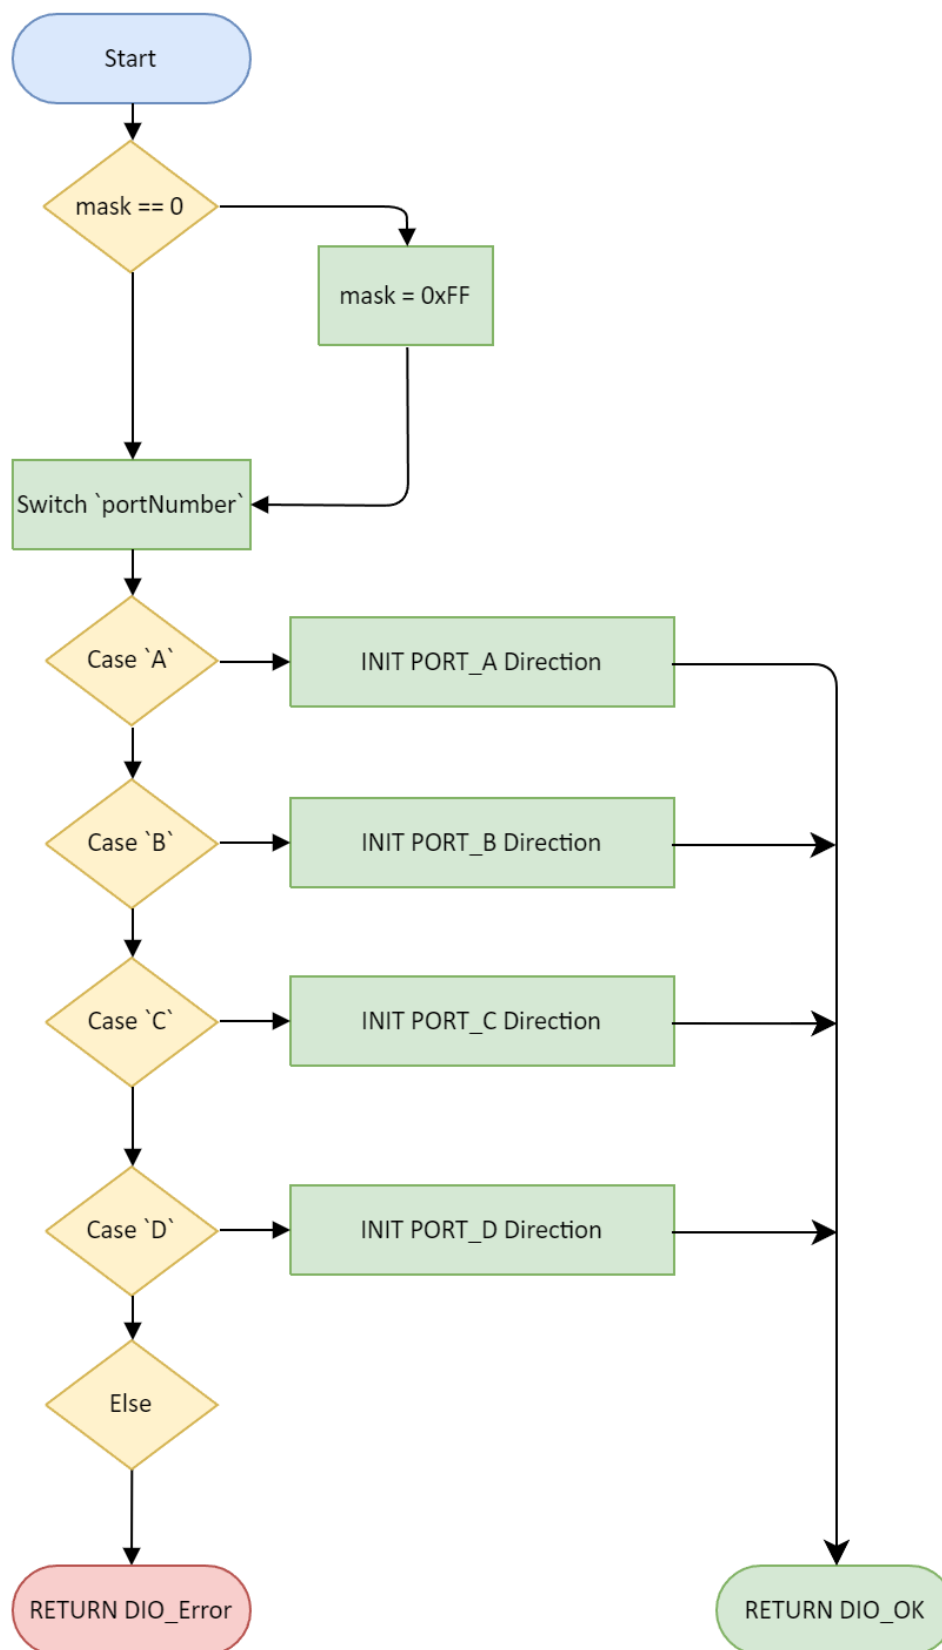 Start
mask == 0
mask = 0xFF
Switch `portNumber`
Case `A`
INIT PORT_A Direction
Case `B`
INIT PORT_B Direction
Case `C`
INIT PORT_C Direction
Case `D`
INIT PORT_D Direction
Else
RETURN DIO_Error
RETURN DIO_OK